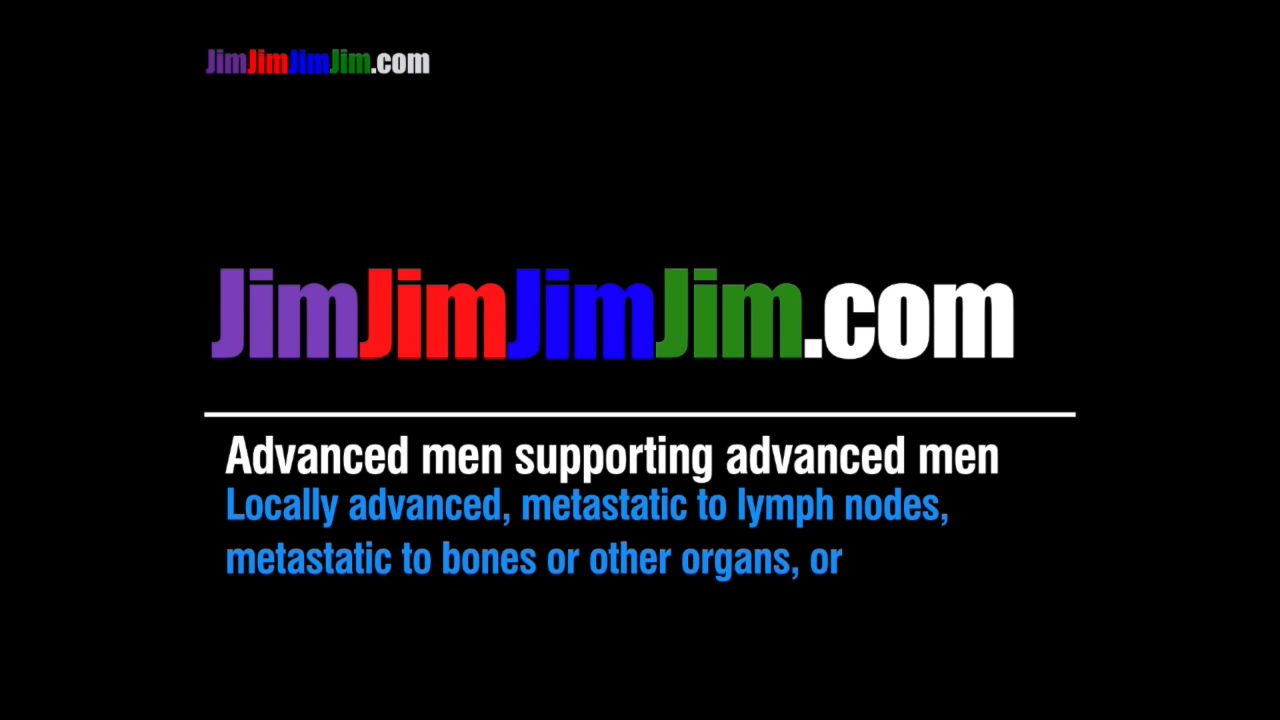 JimJimJimJim.com
JimJimJimJim.com
Advanced men supporting advanced men
Locally advanced, metastatic to lymph nodes,
metastatic to bones or other organs, or